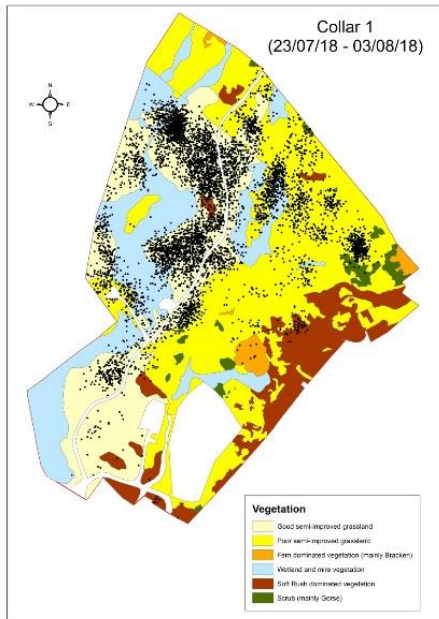 Collar 1
(23/07/18 - 03/08/18)
N
W
E
S
Vegetation
Good semi-improved grassland
Poor semi-improved grassland
Fern dominated vegetation (mainly Bracken)
Wetland and mire vegetation
Soft Rush dominated vegetation
Scrub (mainly Gorse)